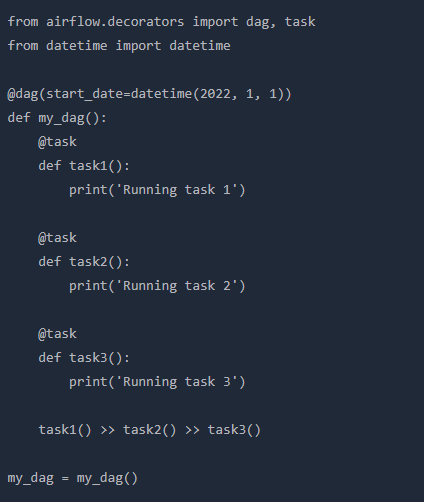 from airflow.decorators import dag, task
from datetime import datetime

@dag(start_date=datetime(2022, 1, 1))
def my_dag():
    @task
    def task1():
        print('Running task 1')

    @task
    def task2():
        print('Running task 2')

    @task
    def task3():
        print('Running task 3')

    task1() >> task2() >> task3()

my_dag = my_dag()